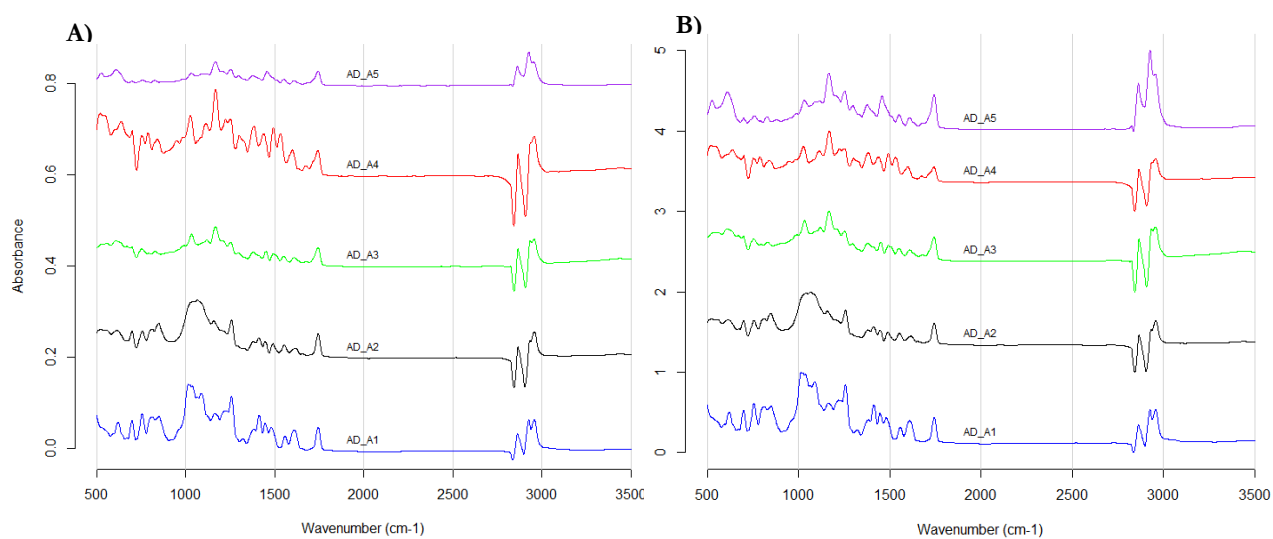 A)
B)
Absorbance
0.8
0.6
0.4
0.2
0.0
AD_A5
AD_A4
AD_A3
AD_A2
AD_A1
500 1000 1500 2000 2500 3000 3500
Wavenumber (cm-1)
5
4
3
2
1
0
AD_A5
AD_A4
AD_A3
AD_A2
AD_A1
500 1000 1500 2000 2500 3000 3500
Wavenumber (cm-1)